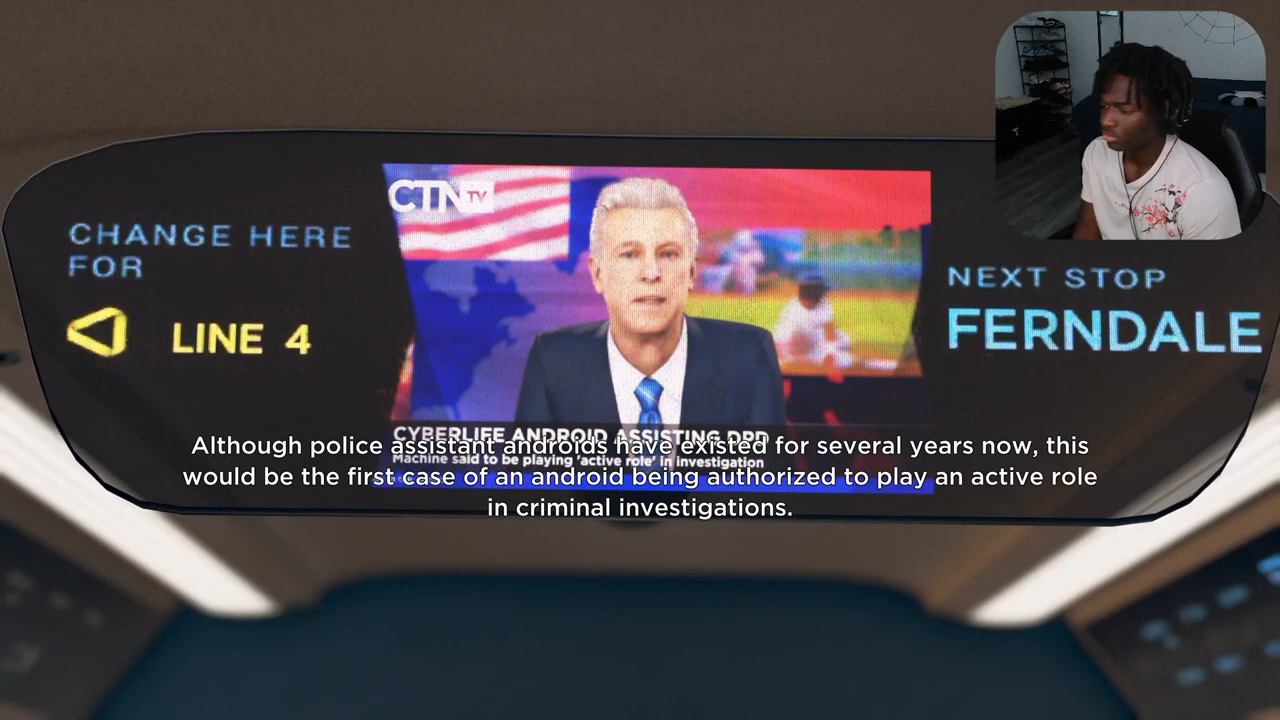 CTN TV
CHANGE HERE
FOR
LINE 4
NEXT STOP
FERNDALE
CYBERLIFE ANDROID ASSISTING DPD
Machine said to be playing 'active role' in investigation
Although police assistant androids have existed for several years now, this
would be the first case of an android being authorized to play an active role
in criminal investigations.